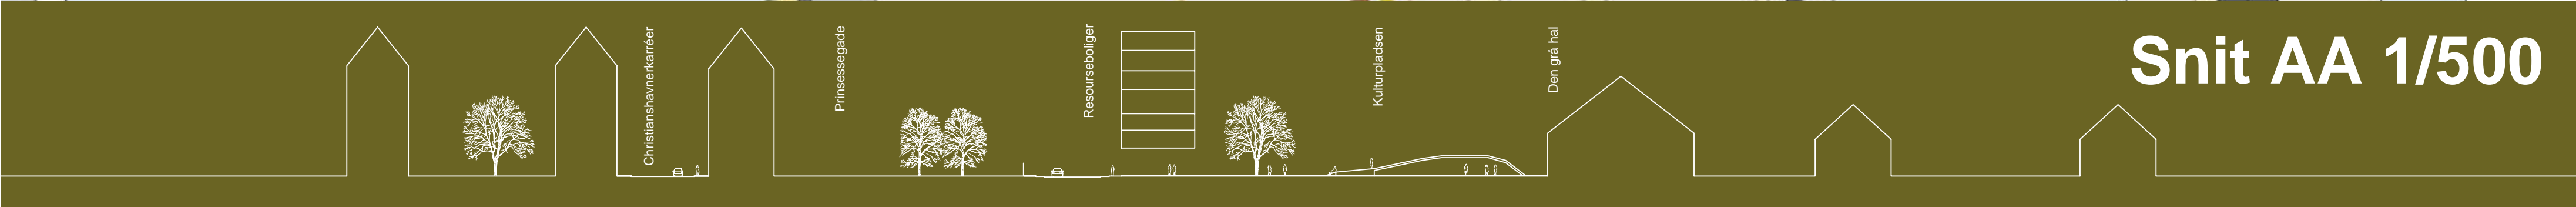 Christianshavnerkarréer
Prinsessegade
Resourseboliger
Kulturpladsen
Den grå hal
Snit AA 1/500